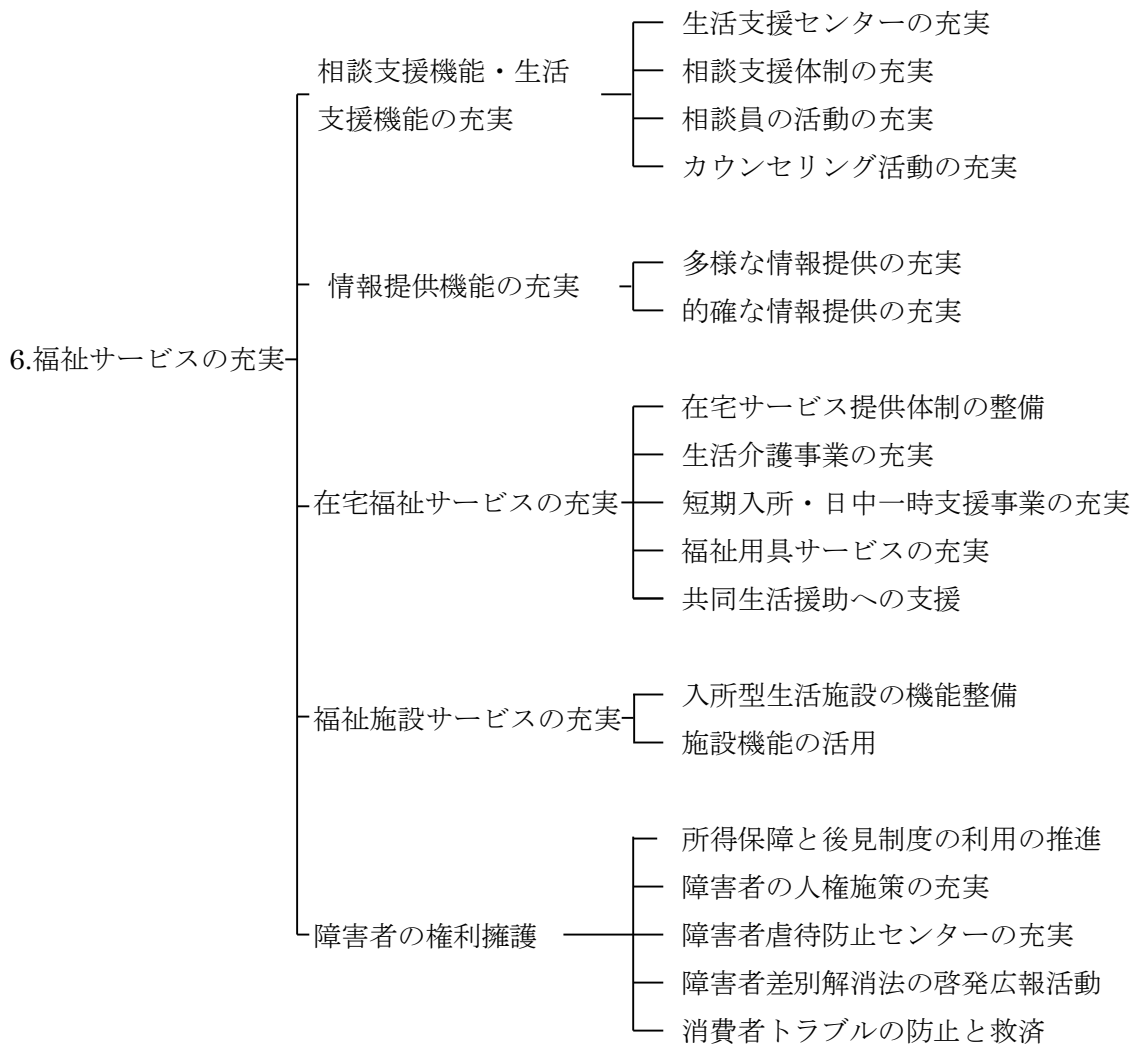 6.福祉サービスの充実
相談支援機能・生活
支援機能の充実
生活支援センターの充実
相談支援体制の充実
相談員の活動の充実
カウンセリング活動の充実
情報提供機能の充実
多様な情報提供の充実
的確な情報提供の充実
在宅福祉サービスの充実
在宅サービス提供体制の整備
生活介護事業の充実
短期入所・日中一時支援事業の充実
福祉用具サービスの充実
共同生活援助への支援
福祉施設サービスの充実
入所型生活施設の機能整備
施設機能の活用
障害者の権利擁護
所得保障と後見制度の利用の推進
障害者の人権施策の充実
障害者虐待防止センターの充実
障害者差別解消法の啓発広報活動
消費者トラブルの防止と救済